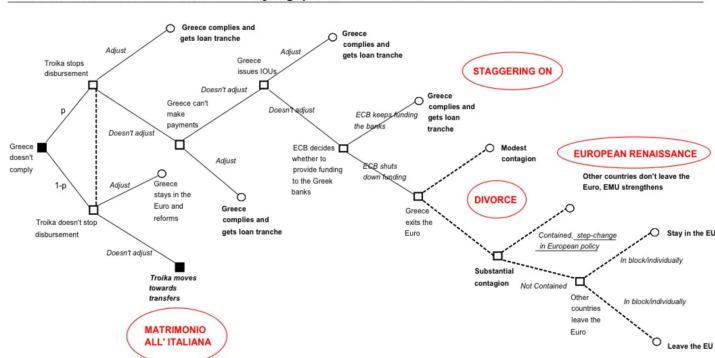 Greece complies and
gets loan tranche
Adjust
Troika stops
disbursement
p
Greece
doesn't
comply
1-p
Doesn't adjust
Greece can't
make
payments
Adjust
Greece
complies and
gets loan tranche
Adjust
Greece
stays in the
Euro and
reforms
Troika doesn't stop
disbursement
Doesn't adjust
Troika moves
towards
transfers
MATRIMONIO
ALL' ITALIANA
Doesn't adjust
Greece
issues IOUs
Adjust
Greece
complies and
gets loan tranche
Doesn't adjust
ECB decides
whether to
provide funding
to the Greek
banks
ECB keeps funding
the banks
Greece
complies and
gets loan
tranche
STAGGERING ON
ECB shuts
down funding
Greece
exits the
Euro
DIVORCE
Modest
contagion
Substantial
contagion
EUROPEAN RENAISSANCE
Other countries don't leave the
Euro, EMU strengthens
Contained, step-change
in European policy
Not Contained
Other
countries
leave the
Euro
In block/individually
Stay in the EU
In block/individually
Leave the EU